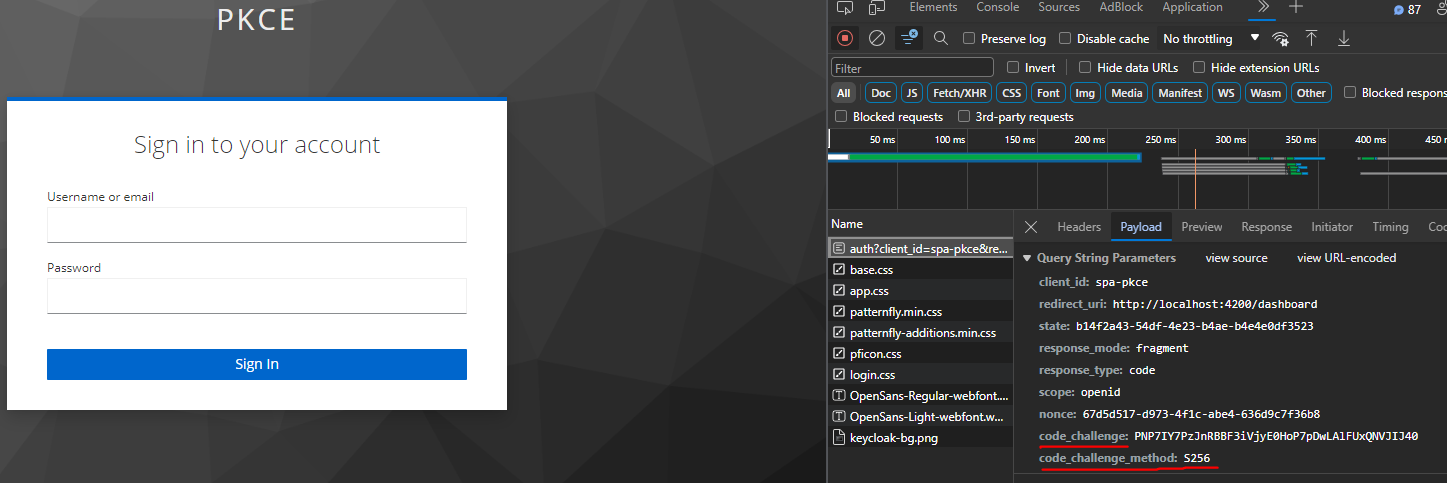 PKCE
Sign in to your account
Username or email
Password
Sign In
Elements Console Sources AdBlock Application 87
Preserve log Disable cache No throttling
Filter Invert Hide data URLs Hide extension URLs
All Doc JS Fetch/XHR CSS Font Img Media Manifest WS Wasm Other Blocked respon
Blocked requests 3rd-party requests
50 ms 100 ms 150 ms 200 ms 250 ms 300 ms 350 ms 400 ms 450 m
Name
auth?client_id=spa-pkce&re...
base.css
app.css
patternfly.min.css
patternfly-additions.min.css
pficon.css
login.css
OpenSans-Regular-webfont....
OpenSans-Light-webfont.w...
keycloak-bg.png
Headers Payload Preview Response Initiator Timing Coo
Query String Parameters view source view URL-encoded
client_id: spa-pkce
redirect_uri: http://localhost:4200/dashboard
state: b14f2a43-54df-4e23-b4ae-b4e4e0df3523
response_mode: fragment
response_type: code
scope: openid
nonce: 67d5d517-d973-4f1c-abe4-636d9c7f36b8
code_challenge: PNP7IY7PzJnRBBF3iVjyE0HoP7pDwLAlFUxQNVJIJ40
code_challenge_method: S256